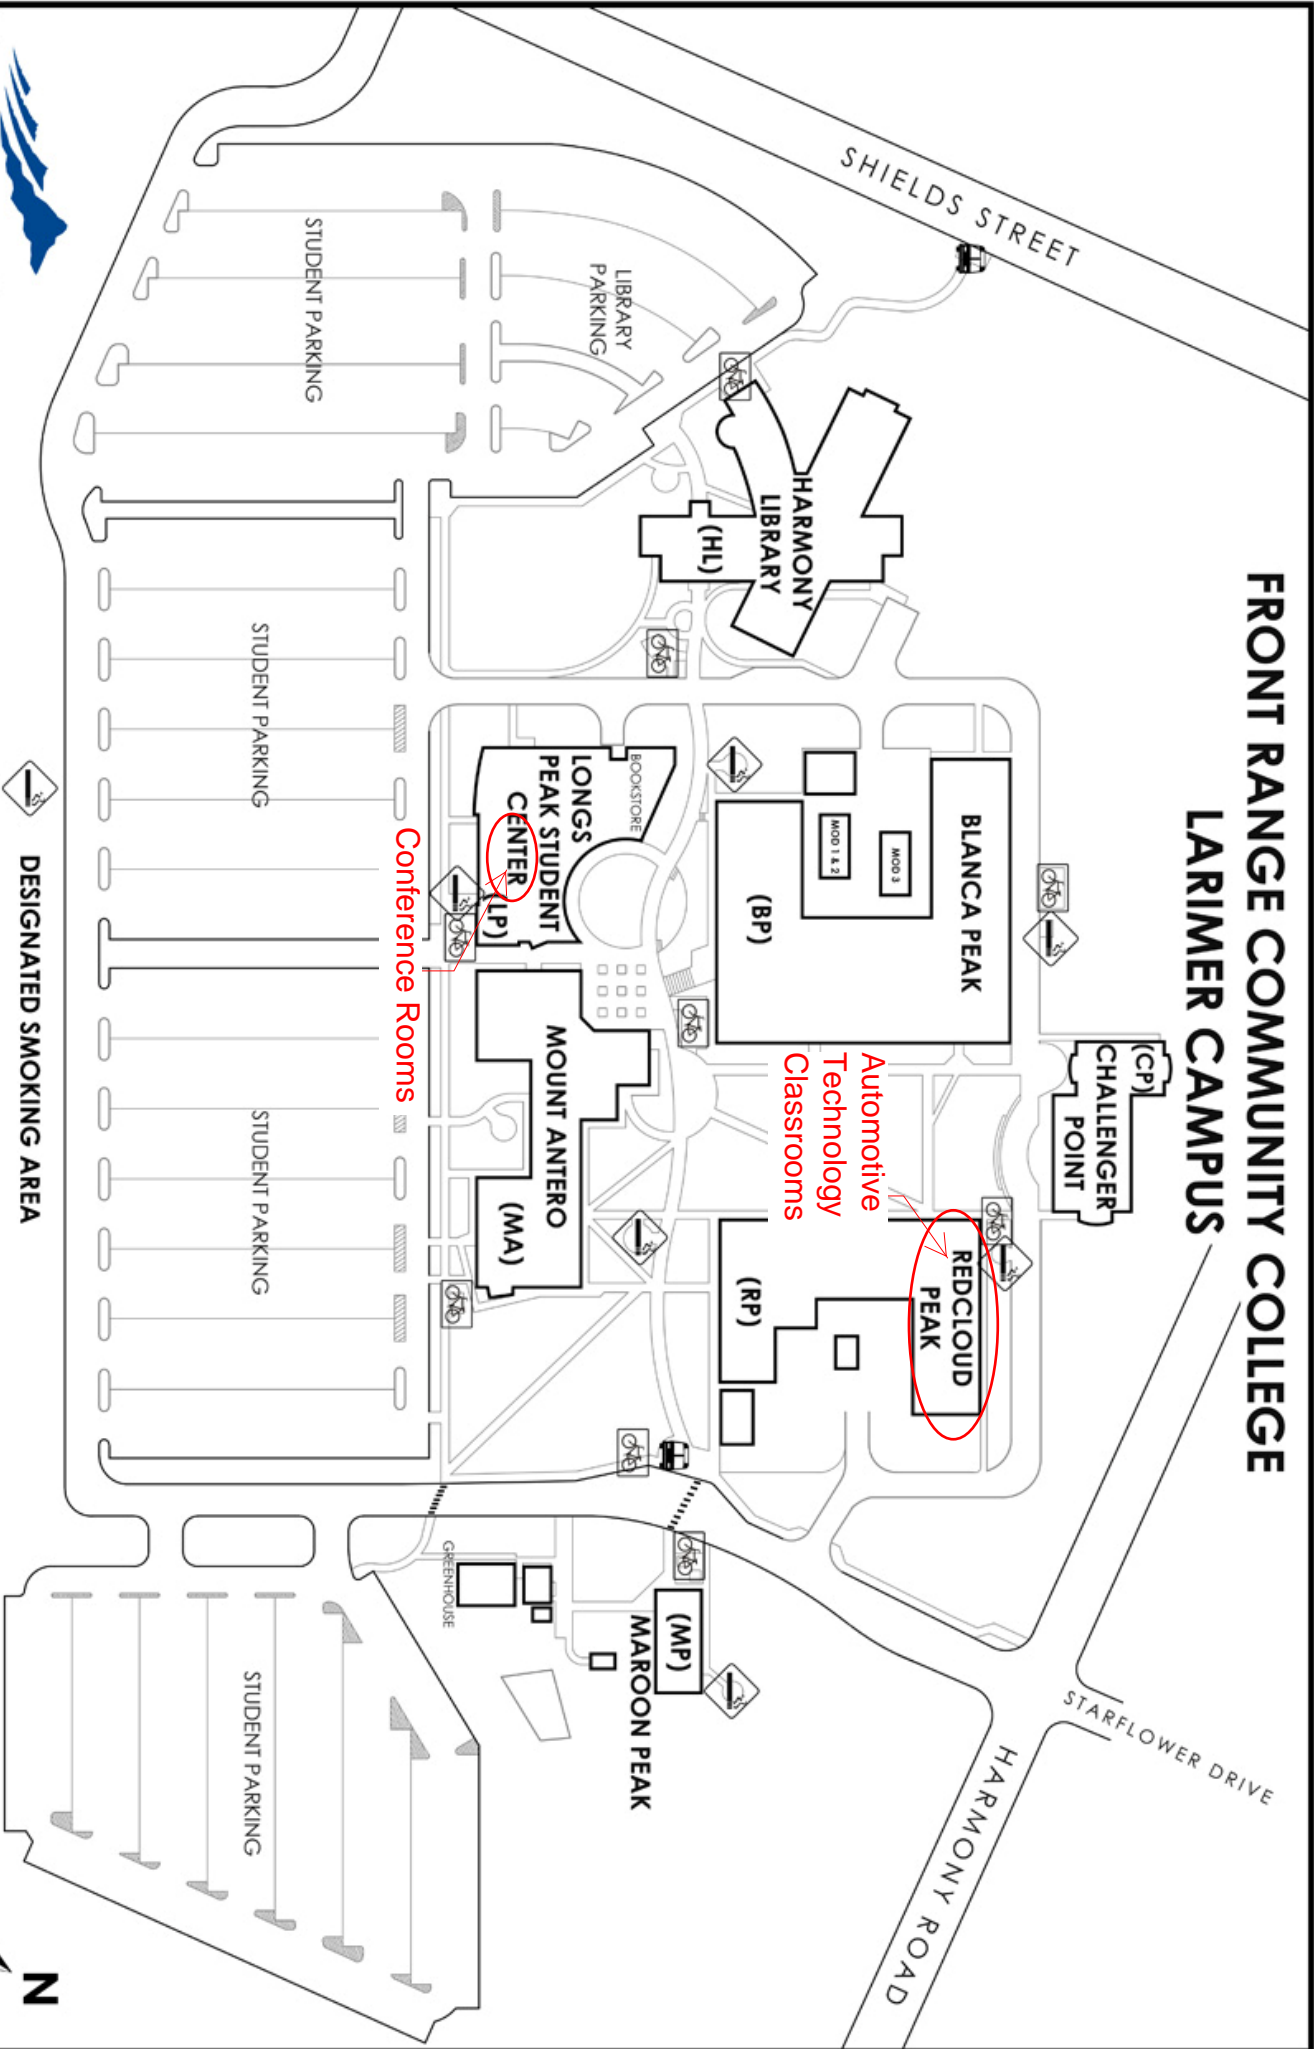 FRONT RANGE COMMUNITY COLLEGE
LARIMER CAMPUS
SHIELDS STREET
STARFLOWER DRIVE
HARMONY ROAD
(CP)
CHALLENGER
POINT
BLANCA PEAK
MOD 3
MOD 1 & 2
(BP)
REDCLOUD
PEAK
(RP)
Automotive
Technology
Classrooms
HARMONY
LIBRARY
(HL)
LIBRARY
PARKING
BOOKSTORE
LONGS
PEAK STUDENT
CENTER
LP)
MOUNT ANTERO
(MA)
(MP)
MAROON PEAK
GREENHOUSE
Conference Rooms
STUDENT PARKING
STUDENT PARKING
STUDENT PARKING
STUDENT PARKING
DESIGNATED SMOKING AREA
N